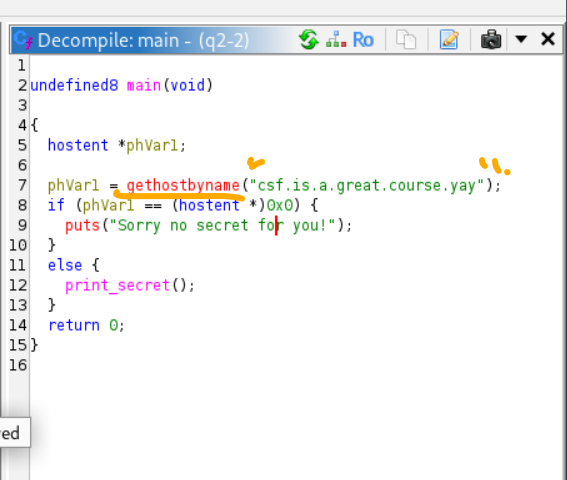 Decompile: main - (q2-2)
Ro
1
2 undefined8 main(void)
3
4 {
5 hostent *phVar1;
6
7 phVar1 = gethostbyname("csf.is.a.great.course.yay");
8 if (phVar1 == (hostent *)0x0) {
9 puts("Sorry no secret for you!");
10 }
11 else {
12 print_secret();
13 }
14 return 0;
15 }
16
ed